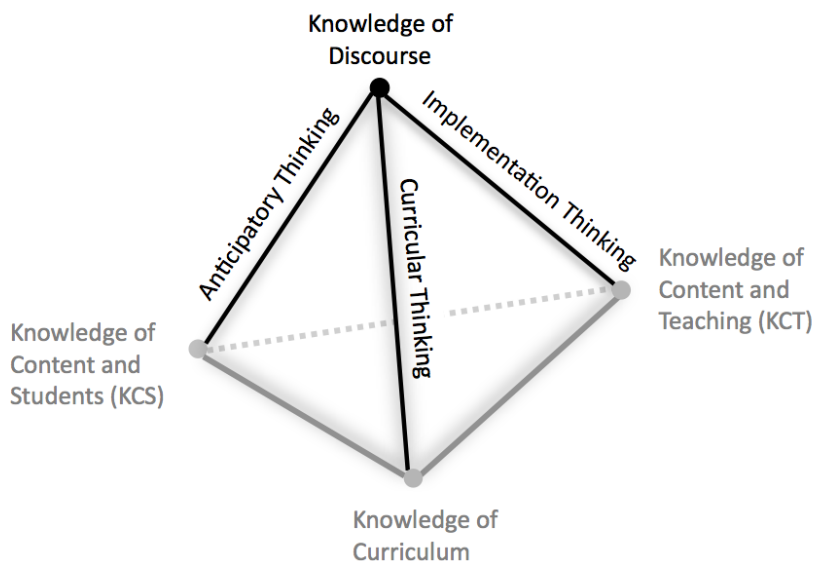 Knowledge of
Discourse
Anticipatory Thinking
Curricular Thinking
Implementation Thinking
Knowledge of
Content and
Teaching (KCT)
Knowledge of
Content and
Students (KCS)
Knowledge of
Curriculum